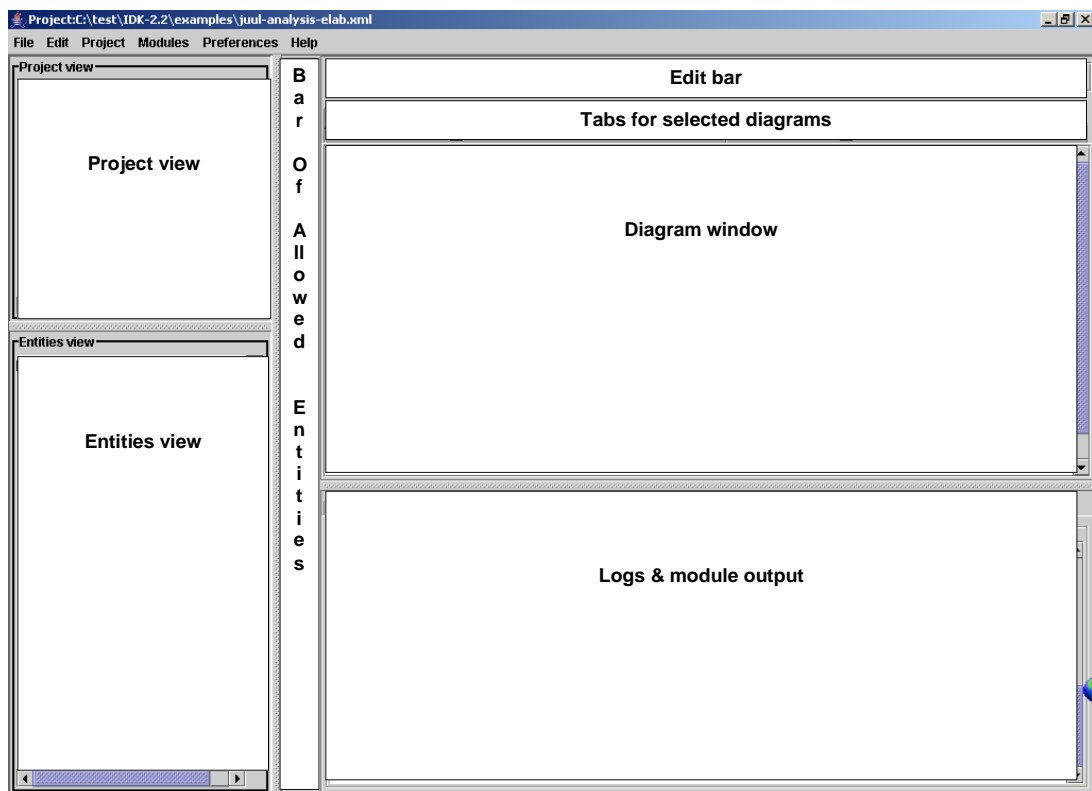 Project:C:\test\IDK-2.2\examples\juul-analysis-elab.xml
File Edit Project Modules Preferences Help
Project view
Project view
Entities view
Entities view
B
a
r
O
f
A
ll
o
w
e
d
E
n
t
i
t
i
e
s
Edit bar
Tabs for selected diagrams
Diagram window
Logs & module output